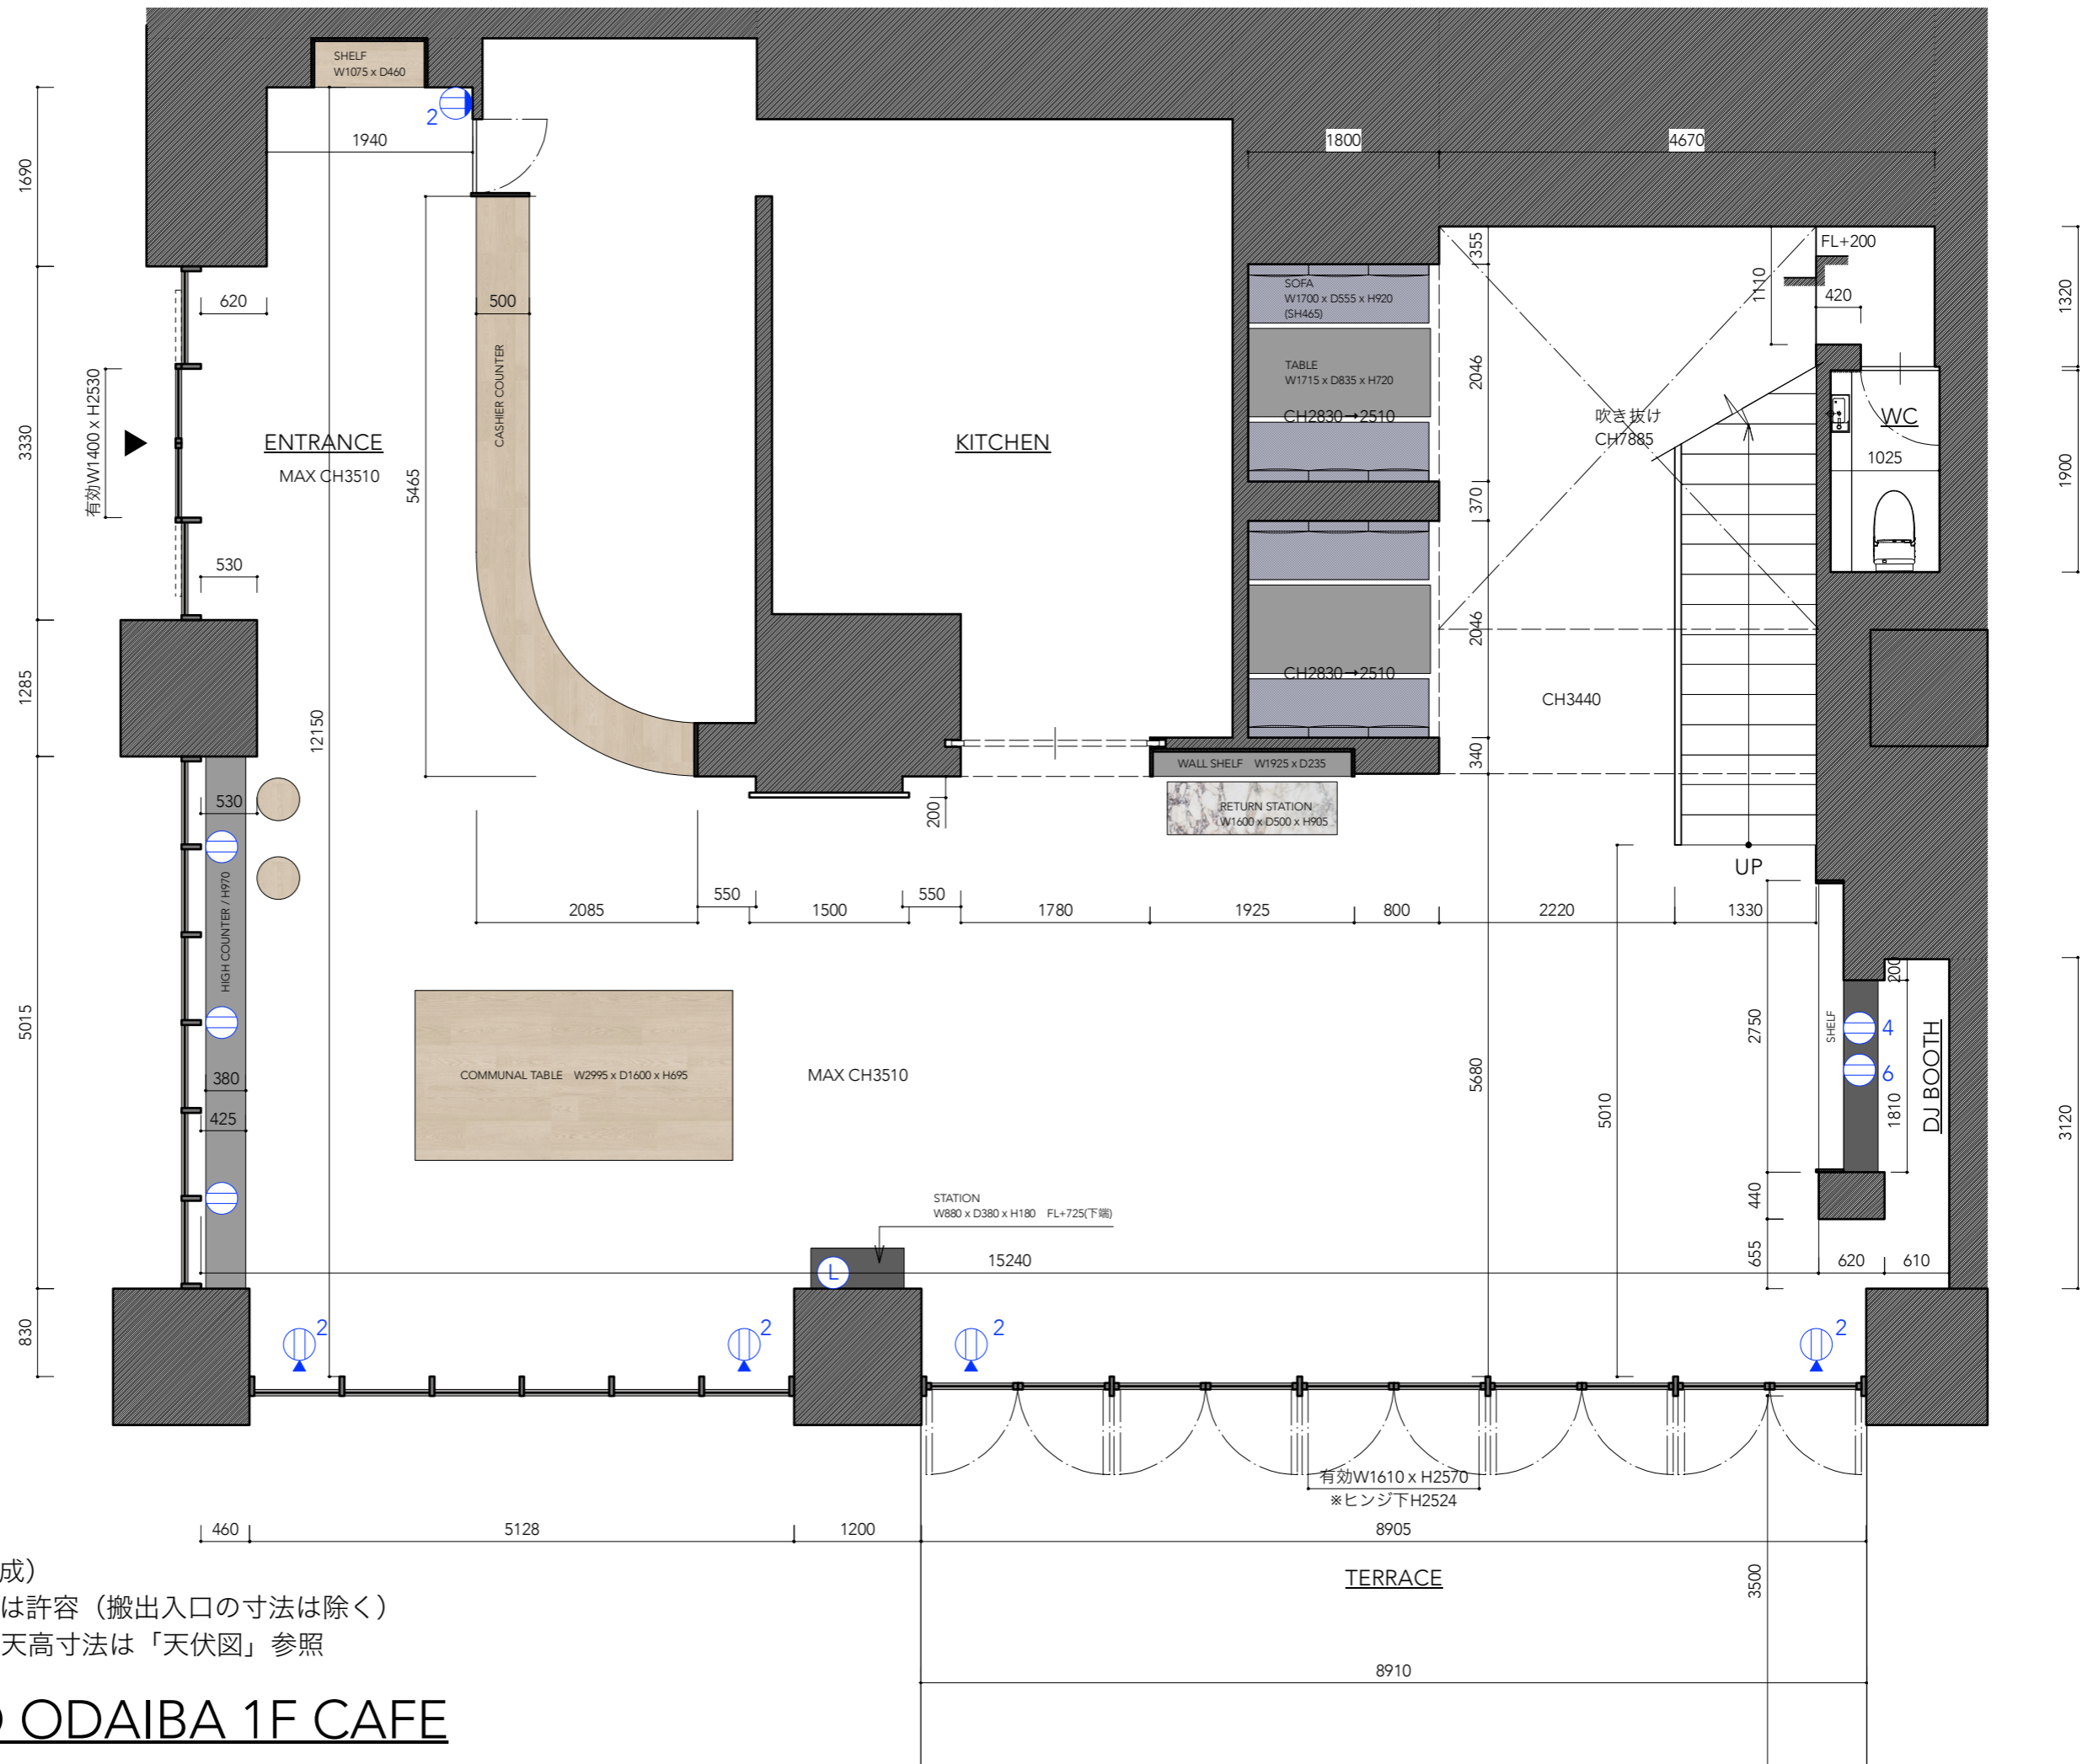 SHELF
W1075 x D460
2
1940
1800
4670
1690
FL+200
355
1110
420
1320
620
500
SOFA
W1700 x D555 x H920
(SH465)
TABLE
W1715 x D835 x H720
2046
CH2830→2510
吹き抜け
CH7885
WC
1025
1900
3330
有効W1400 x H2530
ENTRANCE
MAX CH3510
CASHIER COUNTER
5465
KITCHEN
370
530
2046
CH2830→2510
CH3440
1285
12150
340
WALL SHELF W1925 x D235
RETURN STATION
W1600 x D500 x H905
200
530
UP
HIGH COUNTER / H970
2085
550
1500
550
1780
1925
800
2220
1330
5015
200
2750
SHELF
4
6
DJ BOOTH
1810
3120
380
425
COMMUNAL TABLE W2995 x D1600 x H695
MAX CH3510
5680
5010
440
STATION
W880 x D380 x H180 FL+725(下端)
L
15240
655
620
610
830
2
2
2
2
有効W1610 x H2570
※ヒンジ下H2524
460
5128
1200
8905
TERRACE
3500
8910
成）
は許容（搬出入口の寸法は除く）
天高寸法は「天伏図」参照
ODAIBA 1F CAFE